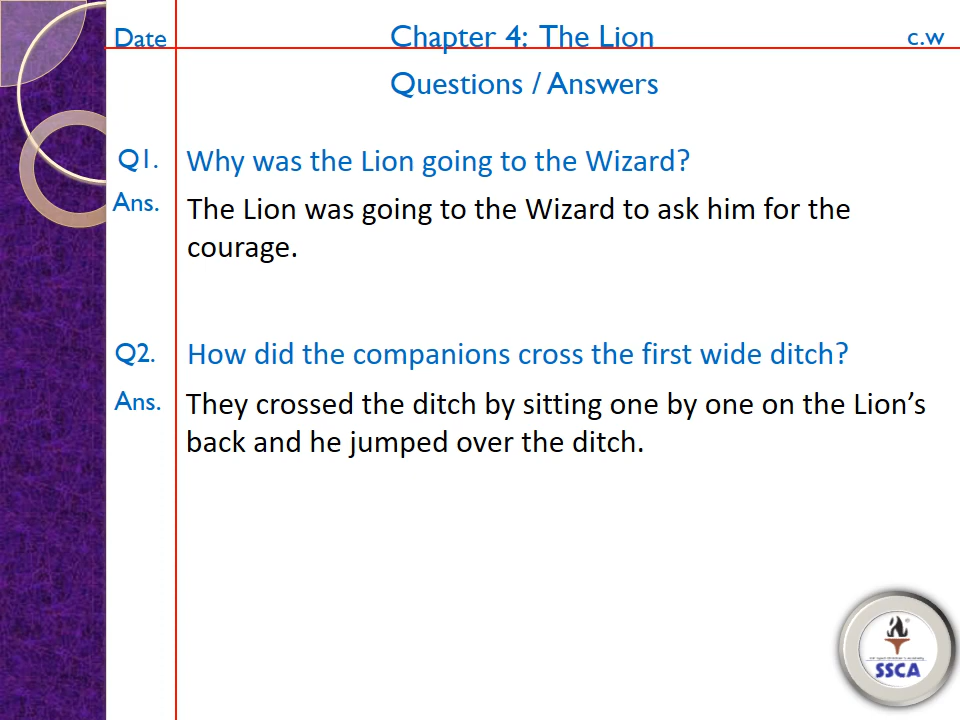 Date Chapter 4: The Lion c.w
Questions / Answers
Q1. Why was the Lion going to the Wizard?
Ans. The Lion was going to the Wizard to ask him for the
courage.
Q2. How did the companions cross the first wide ditch?
Ans. They crossed the ditch by sitting one by one on the Lion’s
back and he jumped over the ditch.
SSCA